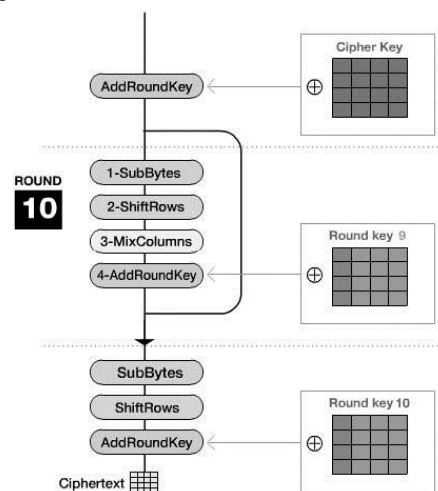 Cipher Key
AddRoundKey
ROUND
10
1-SubBytes
2-ShiftRows
3-MixColumns
4-AddRoundKey
Round key 9
SubBytes
ShiftRows
AddRoundKey
Round key 10
Ciphertext